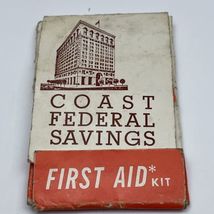 COAST
FEDERAL
SAVINGS
FIRST AID* KIT